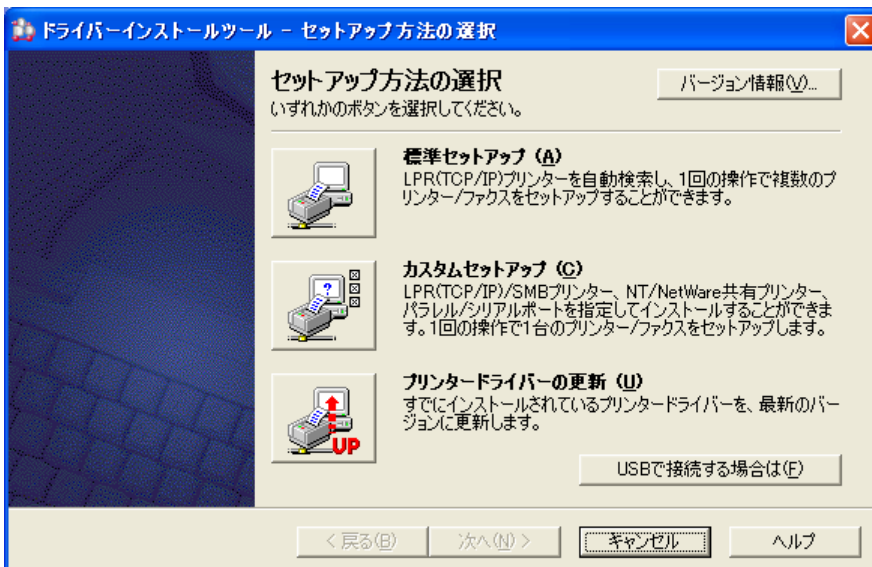 ドライバーインストールツール - セットアップ方法の選択
セットアップ方法の選択
バージョン情報(V)...
いずれかのボタンを選択してください。
標準セットアップ (A)
LPR(TCP/IP)プリンターを自動検索し、1回の操作で複数のプ
リンター/ファクスをセットアップすることができます。
カスタムセットアップ (C)
LPR(TCP/IP)/SMBプリンター、NT/NetWare共有プリンター、
パラレル/シリアルポートを指定してインストールすることができま
す。1回の操作で1台のプリンター/ファクスをセットアップします。
プリンタードライバーの更新 (U)
すでにインストールされているプリンタードライバーを、最新のバー
ジョンに更新します。
UP
USBで接続する場合は(F)
< 戻る(B)
次へ(N) >
キャンセル
ヘルプ